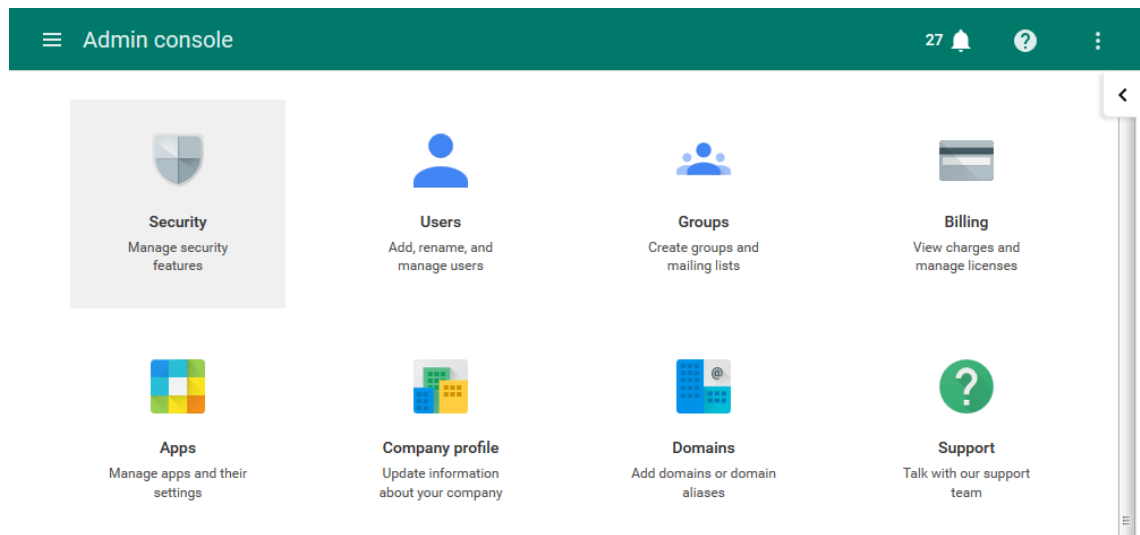 Admin console
27
Security
Manage security
features
Users
Add, rename, and
manage users
Groups
Create groups and
mailing lists
Billing
View charges and
manage licenses
Apps
Manage apps and their
settings
Company profile
Update information
about your company
@
Domains
Add domains or domain
aliases
?
Support
Talk with our support
team